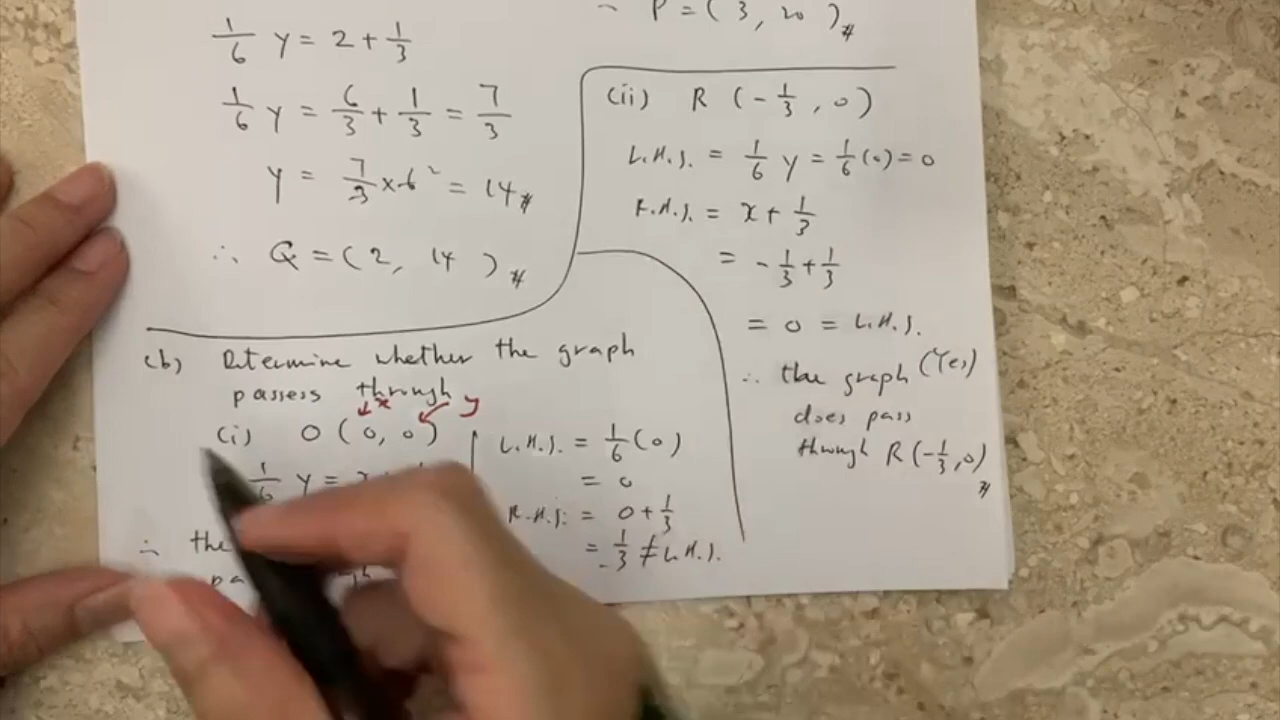 1/6 y = 2 + 1/3
1/6 y = 6/3 + 1/3 = 7/3
y = 7/3 × 6² = 14
∴ Q = (2, 14)
(b) Determine whether the graph
passess through
x y
(i) O (0, 0)
1/6 y = x
∴ the
L.H.S. = 1/6 (0)
= 0
R.H.S. = 0 + 1/3
= 1/3 ≠ L.H.S.
∴ P = (3, 20)
(ii) R (-1/3, 0)
L.H.S. = 1/6 y = 1/6 (0) = 0
R.H.S. = x + 1/3
= -1/3 + 1/3
= 0 = L.H.S.
∴ the graph (Yes)
does pass
through R (-1/3, 0)